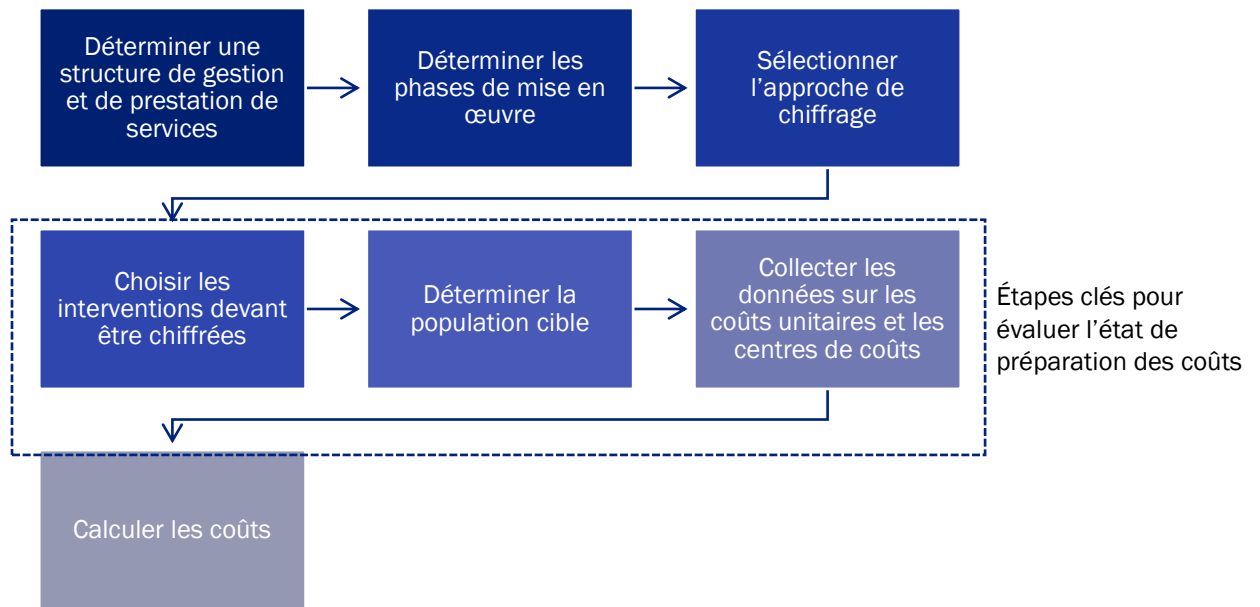 Déterminer une
structure de gestion
et de prestation de
services
Déterminer les
phases de mise en
œuvre
Sélectionner
l’approche de
chiffrage
Choisir les
interventions devant
être chiffrées
Déterminer la
population cible
Collecter les
données sur les
coûts unitaires et les
centres de coûts
Étapes clés pour
évaluer l’état de
préparation des coûts
Calculer les coûts